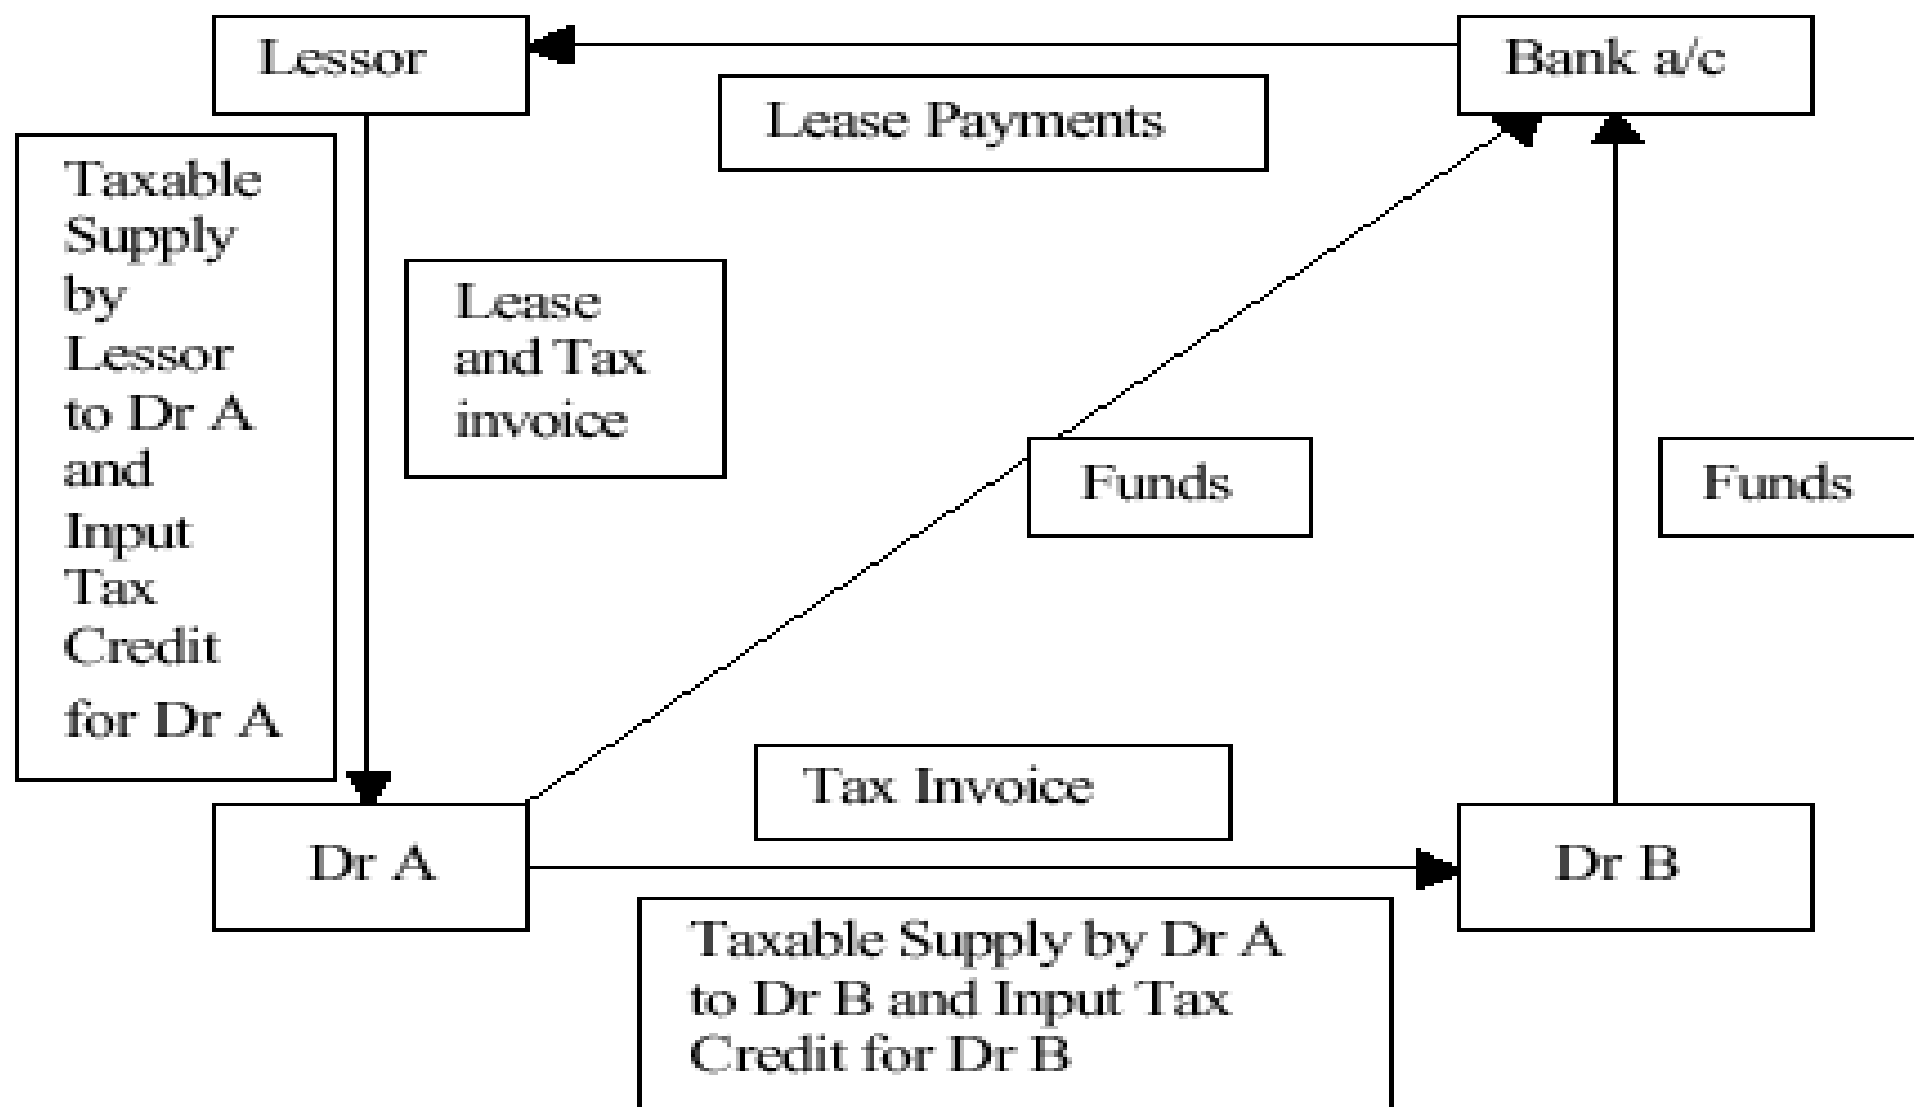 Lessor
Bank a/c
Lease Payments
Taxable
Supply
by
Lessor
to Dr A
and
Input
Tax
Credit
for Dr A
Lease
and Tax
invoice
Funds
Funds
Tax Invoice
Dr A
Dr B
Taxable Supply by Dr A
to Dr B and Input Tax
Credit for Dr B